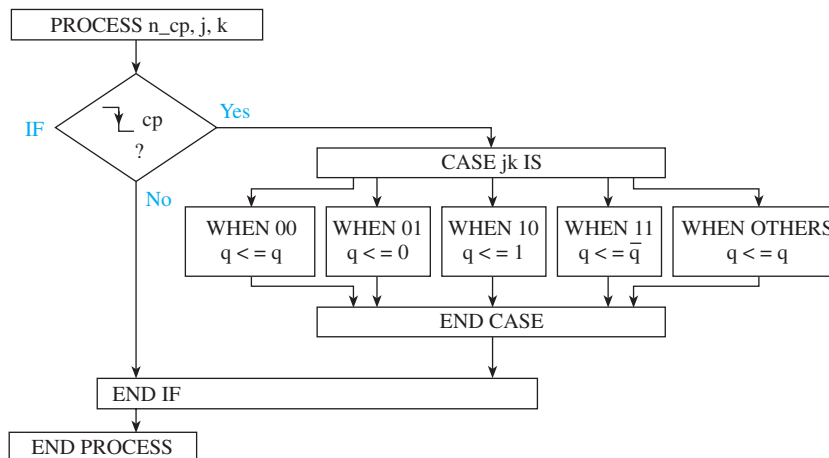 PROCESS n_cp, j, k
IF
cp
?
Yes
No
CASE jk IS
WHEN 00
q <= q
WHEN 01
q <= 0
WHEN 10
q <= 1
WHEN 11
q <= q̅
WHEN OTHERS
q <= q
END CASE
END IF
END PROCESS